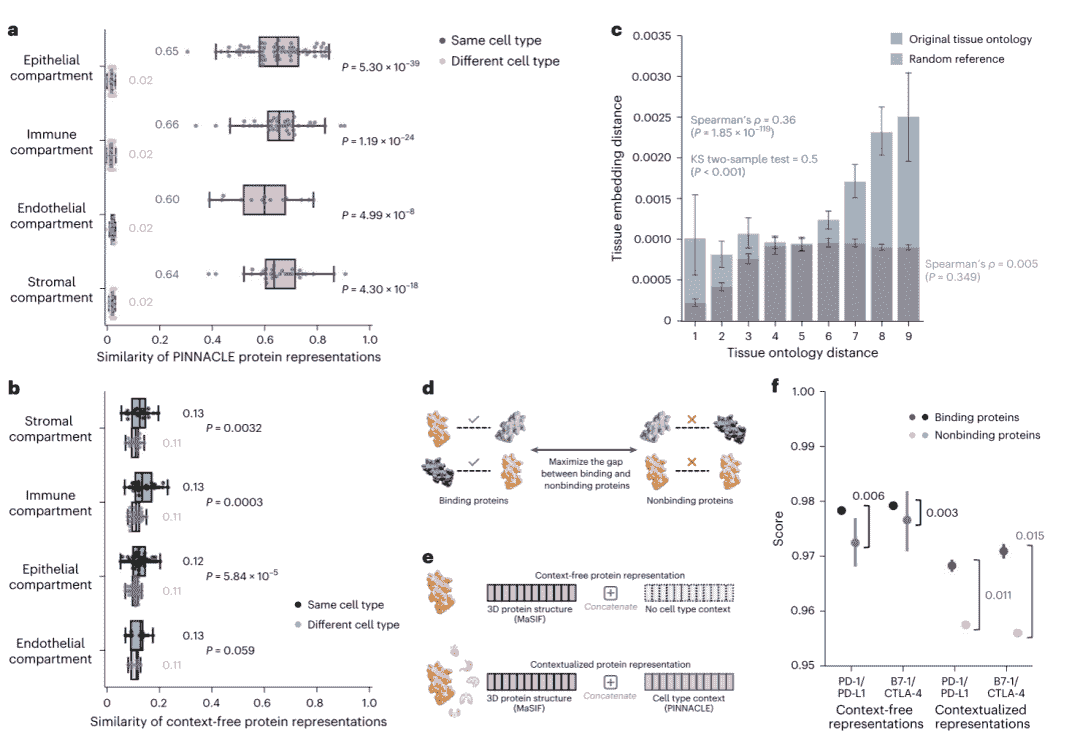 a
Epithelial
compartment
0.65
0.02
P = 5.30 × 10⁻³⁹
Immune
compartment
0.66
0.02
P = 1.19 × 10⁻²⁴
Endothelial
compartment
0.60
0.02
P = 4.99 × 10⁻⁸
Stromal
compartment
0.64
0.02
P = 4.30 × 10⁻¹⁸
Same cell type
Different cell type
0 0.2 0.4 0.6 0.8 1.0
Similarity of PINNACLE protein representations
b
Stromal
compartment
0.13
0.11
P = 0.0032
Immune
compartment
0.13
0.11
P = 0.0003
Epithelial
compartment
0.12
0.11
P = 5.84 × 10⁻⁵
Endothelial
compartment
0.13
0.11
P = 0.059
Same cell type
Different cell type
0 0.2 0.4 0.6 0.8 1.0
Similarity of context-free protein representations
c
Original tissue ontology
Random reference
Tissue embedding distance
0.0035
0.0030
0.0025
0.0020
0.0015
0.0010
0.0005
0
Spearman's ρ = 0.36
(P = 1.85 × 10⁻¹¹⁹)
KS two-sample test = 0.5
(P < 0.001)
Spearman's ρ = 0.005
(P = 0.349)
1 2 3 4 5 6 7 8 9
Tissue ontology distance
d
Maximize the gap
between binding and
nonbinding proteins
Binding proteins
Nonbinding proteins
e
Context-free protein representation
3D protein structure
(MaSIF)
Concatenate
No cell type context
Contextualized protein representation
3D protein structure
(MaSIF)
Concatenate
Cell type context
(PINNACLE)
f
Binding proteins
Nonbinding proteins
Score
1.00
0.99
0.98
0.97
0.96
0.95
0.006
0.003
0.011
0.015
PD-1/
PD-L1
B7-1/
CTLA-4
PD-1/
PD-L1
B7-1/
CTLA-4
Context-free
representations
Contextualized
representations